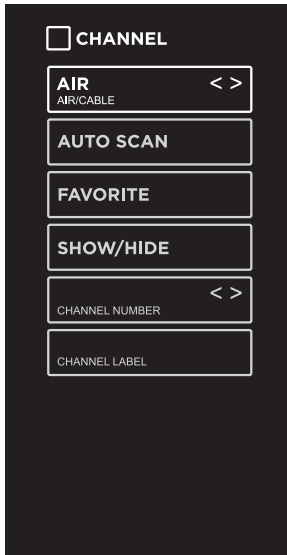 CHANNEL
AIR < >
AIR/CABLE
AUTO SCAN
FAVORITE
SHOW/HIDE
< >
CHANNEL NUMBER
CHANNEL LABEL